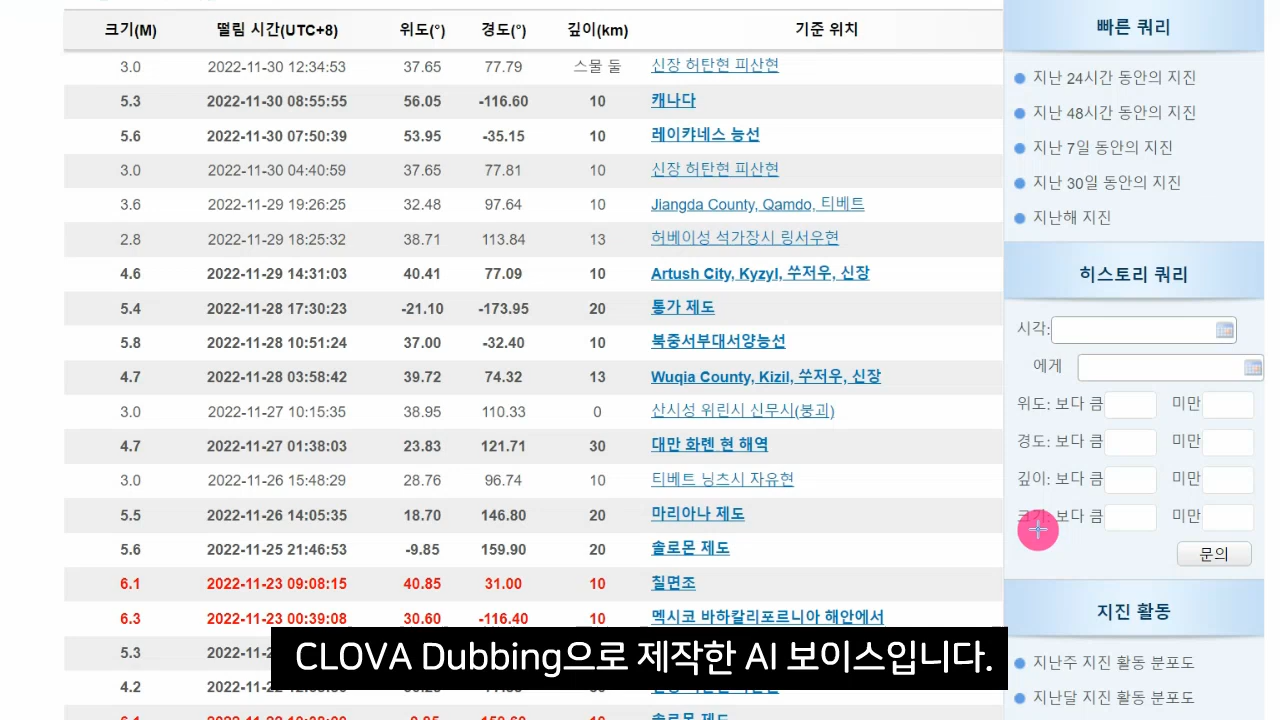 크기(M) 떨림 시간(UTC+8) 위도(°) 경도(°) 깊이(km) 기준 위치
3.0 2022-11-30 12:34:53 37.65 77.79 스물 둘 신장 허탄현 피산현
5.3 2022-11-30 08:55:55 56.05 -116.60 10 캐나다
5.6 2022-11-30 07:50:39 53.95 -35.15 10 레이캬네스 능선
3.0 2022-11-30 04:40:59 37.65 77.81 10 신장 허탄현 피산현
3.6 2022-11-29 19:26:25 32.48 97.64 10 Jiangda County, Qamdo, 티베트
2.8 2022-11-29 18:25:32 38.71 113.84 13 허베이성 석가장시 링서우현
4.6 2022-11-29 14:31:03 40.41 77.09 10 Artush City, Kyzyl, 쑤저우, 신장
5.4 2022-11-28 17:30:23 -21.10 -173.95 20 통가 제도
5.8 2022-11-28 10:51:24 37.00 -32.40 10 북중서부대서양능선
4.7 2022-11-28 03:58:42 39.72 74.32 13 Wuqia County, Kizil, 쑤저우, 신장
3.0 2022-11-27 10:15:35 38.95 110.33 0 산시성 위린시 신무시(붕괴)
4.7 2022-11-27 01:38:03 23.83 121.71 30 대만 화롄 현 해역
3.0 2022-11-26 15:48:29 28.76 96.74 10 티베트 닝츠시 자유현
5.5 2022-11-26 14:05:35 18.70 146.80 20 마리아나 제도
5.6 2022-11-25 21:46:53 -9.85 159.90 20 솔로몬 제도
6.1 2022-11-23 09:08:15 40.85 31.00 10 칠면조
6.3 2022-11-23 00:39:08 30.60 -116.40 10 멕시코 바하칼리포르니아 해안에서
5.3
4.2
솔로몬 제도
CLOVA Dubbing으로 제작한 AI 보이스입니다.
빠른 쿼리
지난 24시간 동안의 지진
지난 48시간 동안의 지진
지난 7일 동안의 지진
지난 30일 동안의 지진
지난해 지진
히스토리 쿼리
시각:
에게
위도: 보다 큼 미만
경도: 보다 큼 미만
깊이: 보다 큼 미만
크기: 보다 큼 미만
문의
지진 활동
지난주 지진 활동 분포도
지난달 지진 활동 분포도